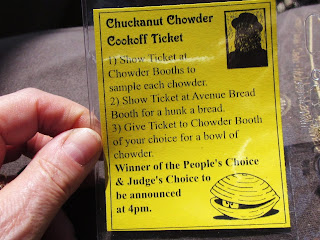 Chuckanut Chowder
Cookoff Ticket
1) Show Ticket at
Chowder Booths to
sample each chowder.
2) Show Ticket at Avenue Bread
Booth for a hunk a bread.
3) Give Ticket to Chowder Booth
of your choice for a bowl of
chowder.
Winner of the People's Choice
& Judge's Choice to
be announced
at 4pm.